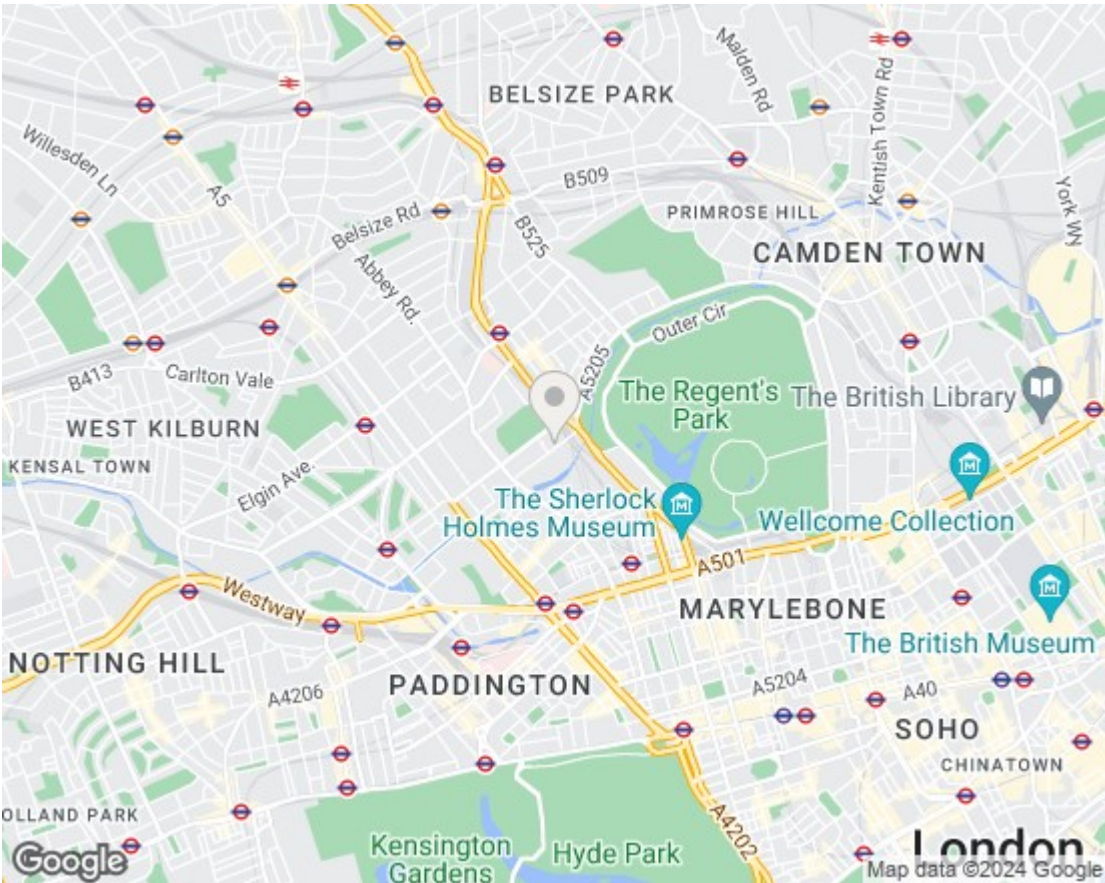 Malden Rd
Kentish Town Rd
BELSIZE PARK
Willesden Ln
A5
B509
York WN
Belsize Rd
B525
PRIMROSE HILL
CAMDEN TOWN
Abbey Rd.
Outer Cir
A5205
B413
Carlton Vale
The Regent's
Park
The British Library
WEST KILBURN
KENSAL TOWN
Elgin Ave.
The Sherlock
Holmes Museum
Wellcome Collection
A501
Westway
MARYLEBONE
The British Museum
NOTTING HILL
A4206
PADDINGTON
A5204
A40
SOHO
CHINATOWN
OLLAND PARK
A4202
Kensington
Gardens
Hyde Park
London
Google
Map data ©2024 Google